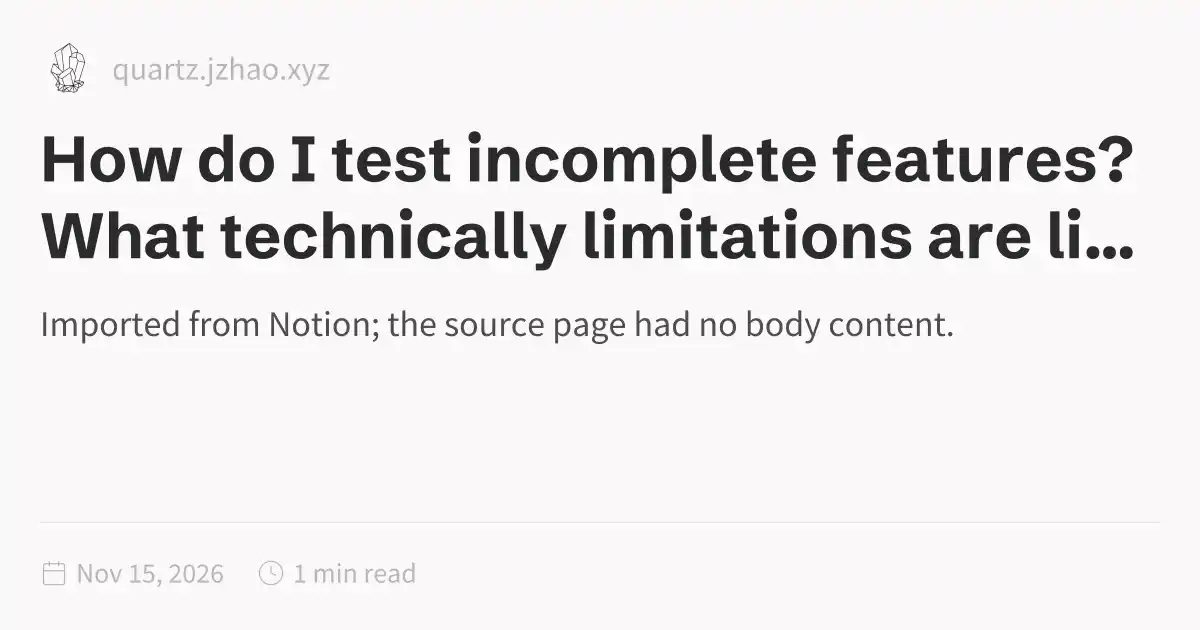 quartz.jzhao.xyz
How do I test incomplete features?
What technically limitations are li...
Imported from Notion; the source page had no body content.
Nov 15, 2026 1 min read